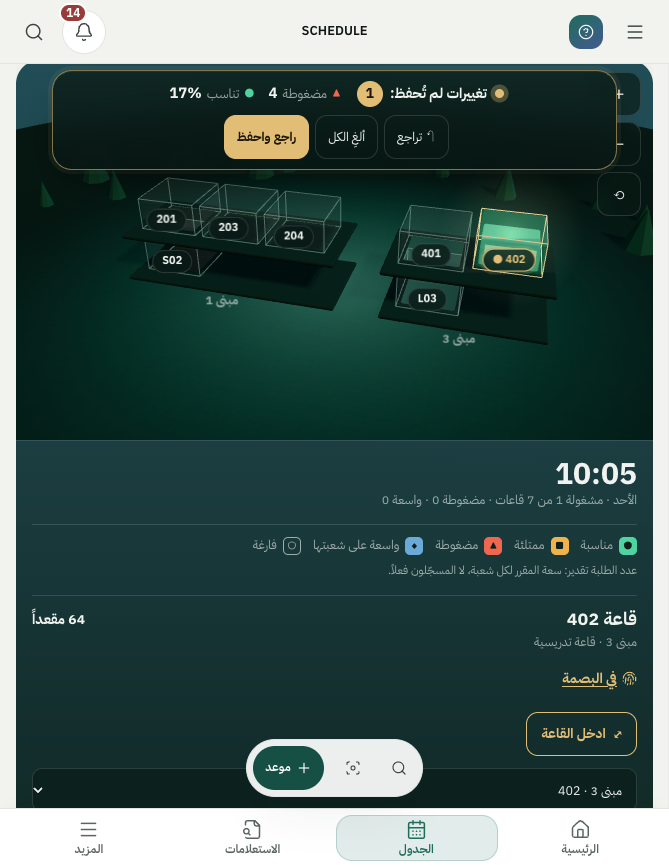 14
SCHEDULE
تغييرات لم تُحفظ: 1 مضغوطة 4 تناسب 17%
تراجع ألغِ الكل راجع واحفظ
+
−
201
203
204
S02
مبنى 1
401
402
L03
مبنى 3
10:05
الأحد · مشغولة 1 من 7 قاعات · مضغوطة 0 · واسعة 0
مناسبة ممتلئة مضغوطة واسعة على شعبتها فارغة
عدد الطلبة تقدير: سعة المقرر لكل شعبة، لا المسجّلون فعلاً.
قاعة 402 64 مقعداً
مبنى 3 · قاعة تدريسية
في البصمة
ادخل القاعة
موعد
مبنى 3 · 402
الرئيسية الجدول الاستعلامات المزيد